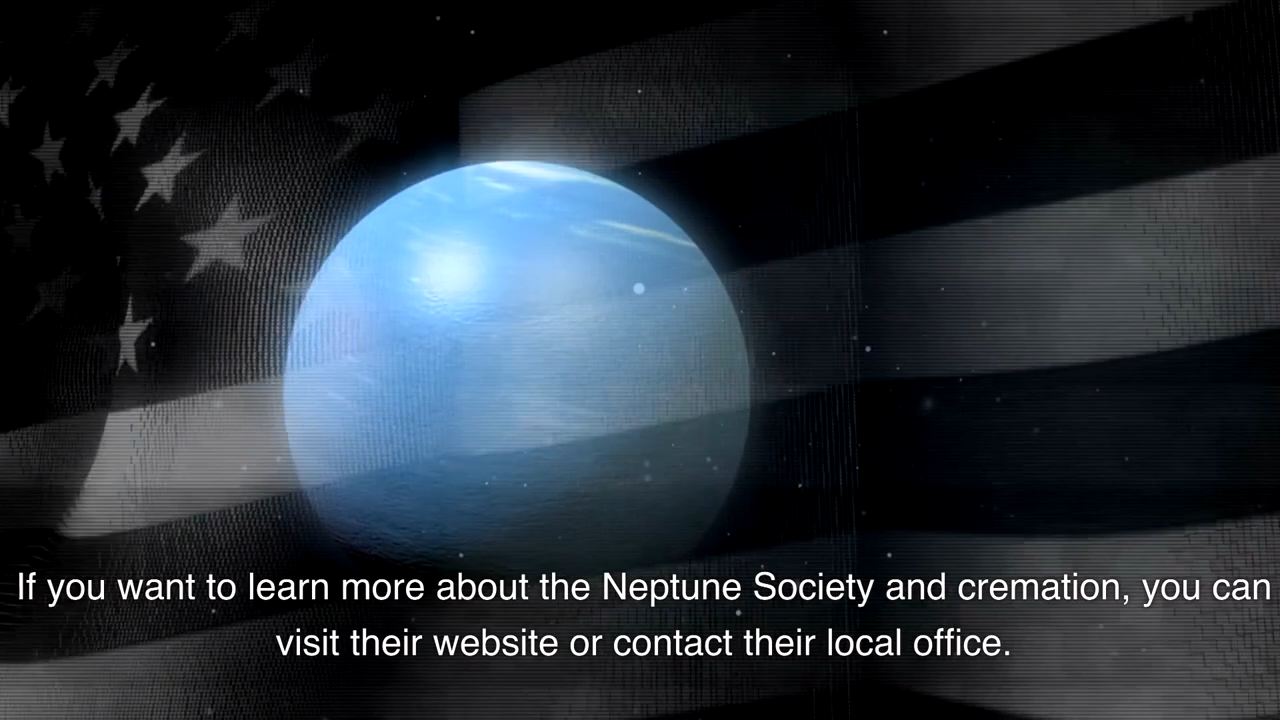 If you want to learn more about the Neptune Society and cremation, you can
visit their website or contact their local office.